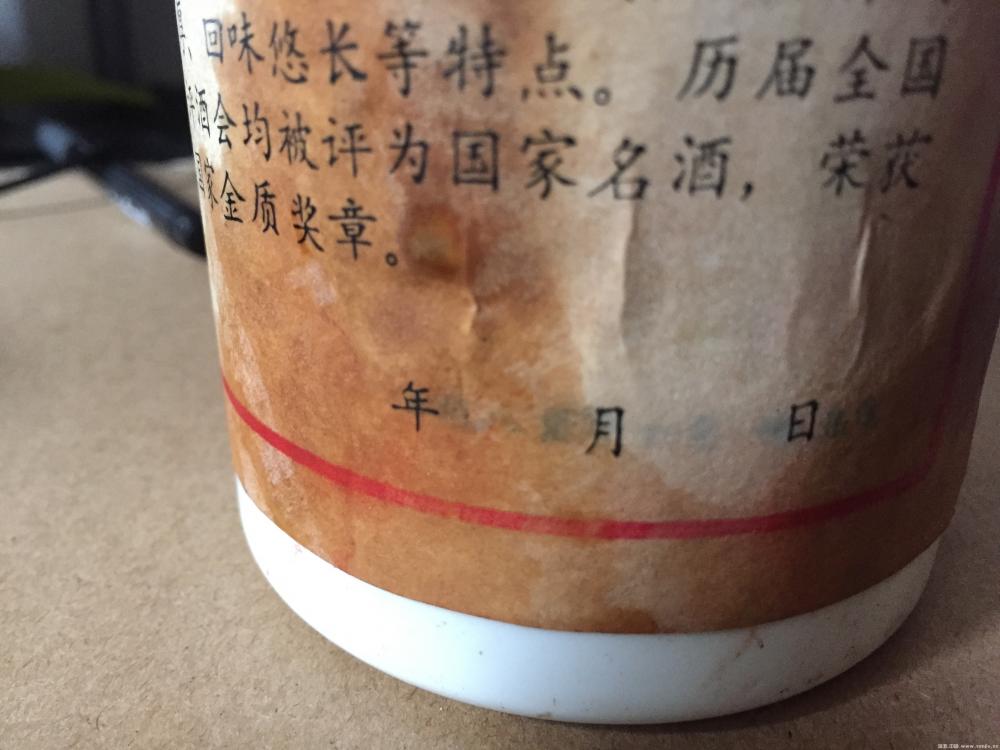 、回味悠长等特点。 历届全国
评酒会均被评为国家名酒， 荣获
国家金质奖章。
年 月 日